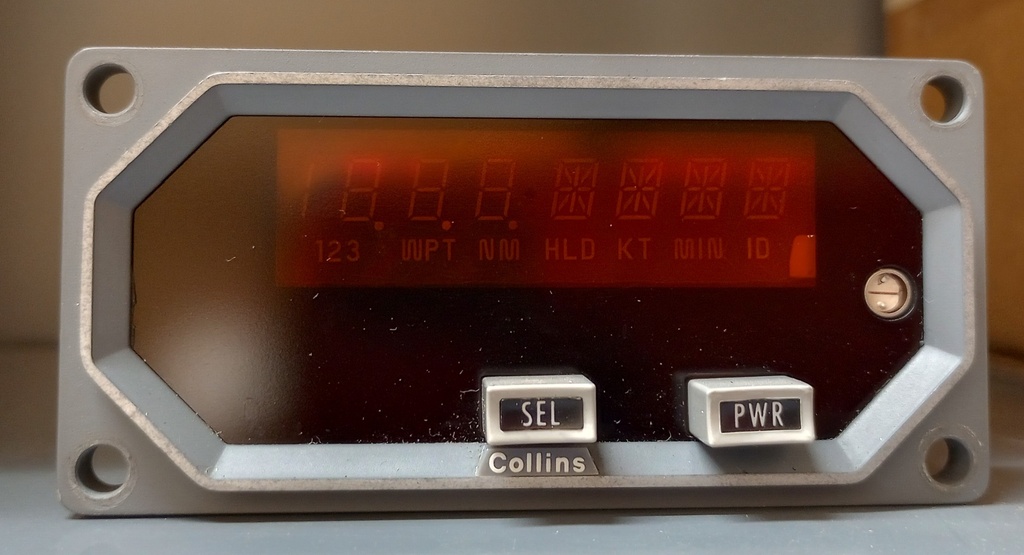 123 WPT NM HLD KT MIN ID
SEL PWR
Collins